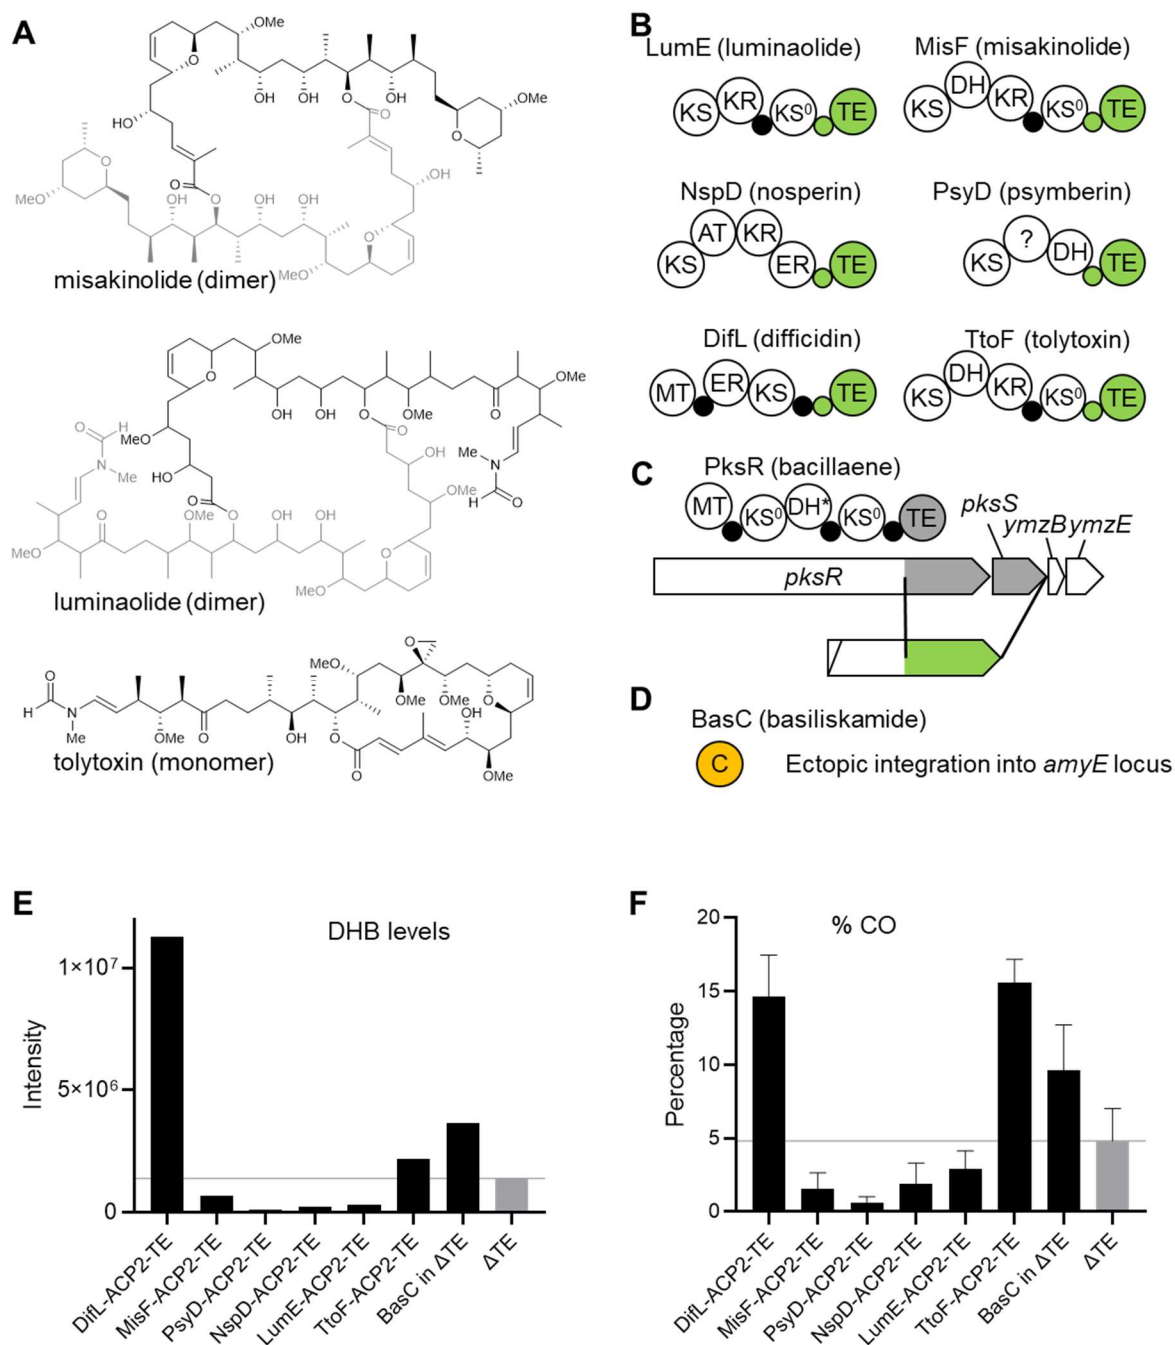 A
OMe
OH
OH
O
OH
O
OMe
HO
O
O
O
O
OH
MeO
OH
OH
OH
O
MeO
misakinolide (dimer)
OMe
O
OMe
OH
OH
O
OMe
O
O
H
MeO
N
Me
O
OH
Me
N
HO
O
OMe
H
O
O
OMe
O
OH
OH
O
MeO
MeO
luminaolide (dimer)
O
MeO
O
OMe
OMe
O
H
N
OH
Me
OMe
O
OH
O
tolytoxin (monomer)
O
OMe
B
LumE (luminaolide)
MisF (misakinolide)
KS KR KS⁰ TE
KS DH KR KS⁰ TE
NspD (nosperin)
PsyD (psymberin)
KS AT KR ER TE
KS ? DH TE
DifL (difficidin)
TtoF (tolytoxin)
MT ER KS TE
KS DH KR KS⁰ TE
C
PksR (bacillaene)
MT KS⁰ DH* KS⁰ TE
pksS
ymzB ymzE
pksR
D
BasC (basiliskamide)
C
Ectopic integration into amyE locus
E
DHB levels
1×10⁷
5×10⁶
0
Intensity
DifL-ACP2-TE
MisF-ACP2-TE
PsyD-ACP2-TE
NspD-ACP2-TE
LumE-ACP2-TE
TtoF-ACP2-TE
BasC in ΔTE
ΔTE
F
% CO
20
15
10
5
0
Percentage
DifL-ACP2-TE
MisF-ACP2-TE
PsyD-ACP2-TE
NspD-ACP2-TE
LumE-ACP2-TE
TtoF-ACP2-TE
BasC in ΔTE
ΔTE